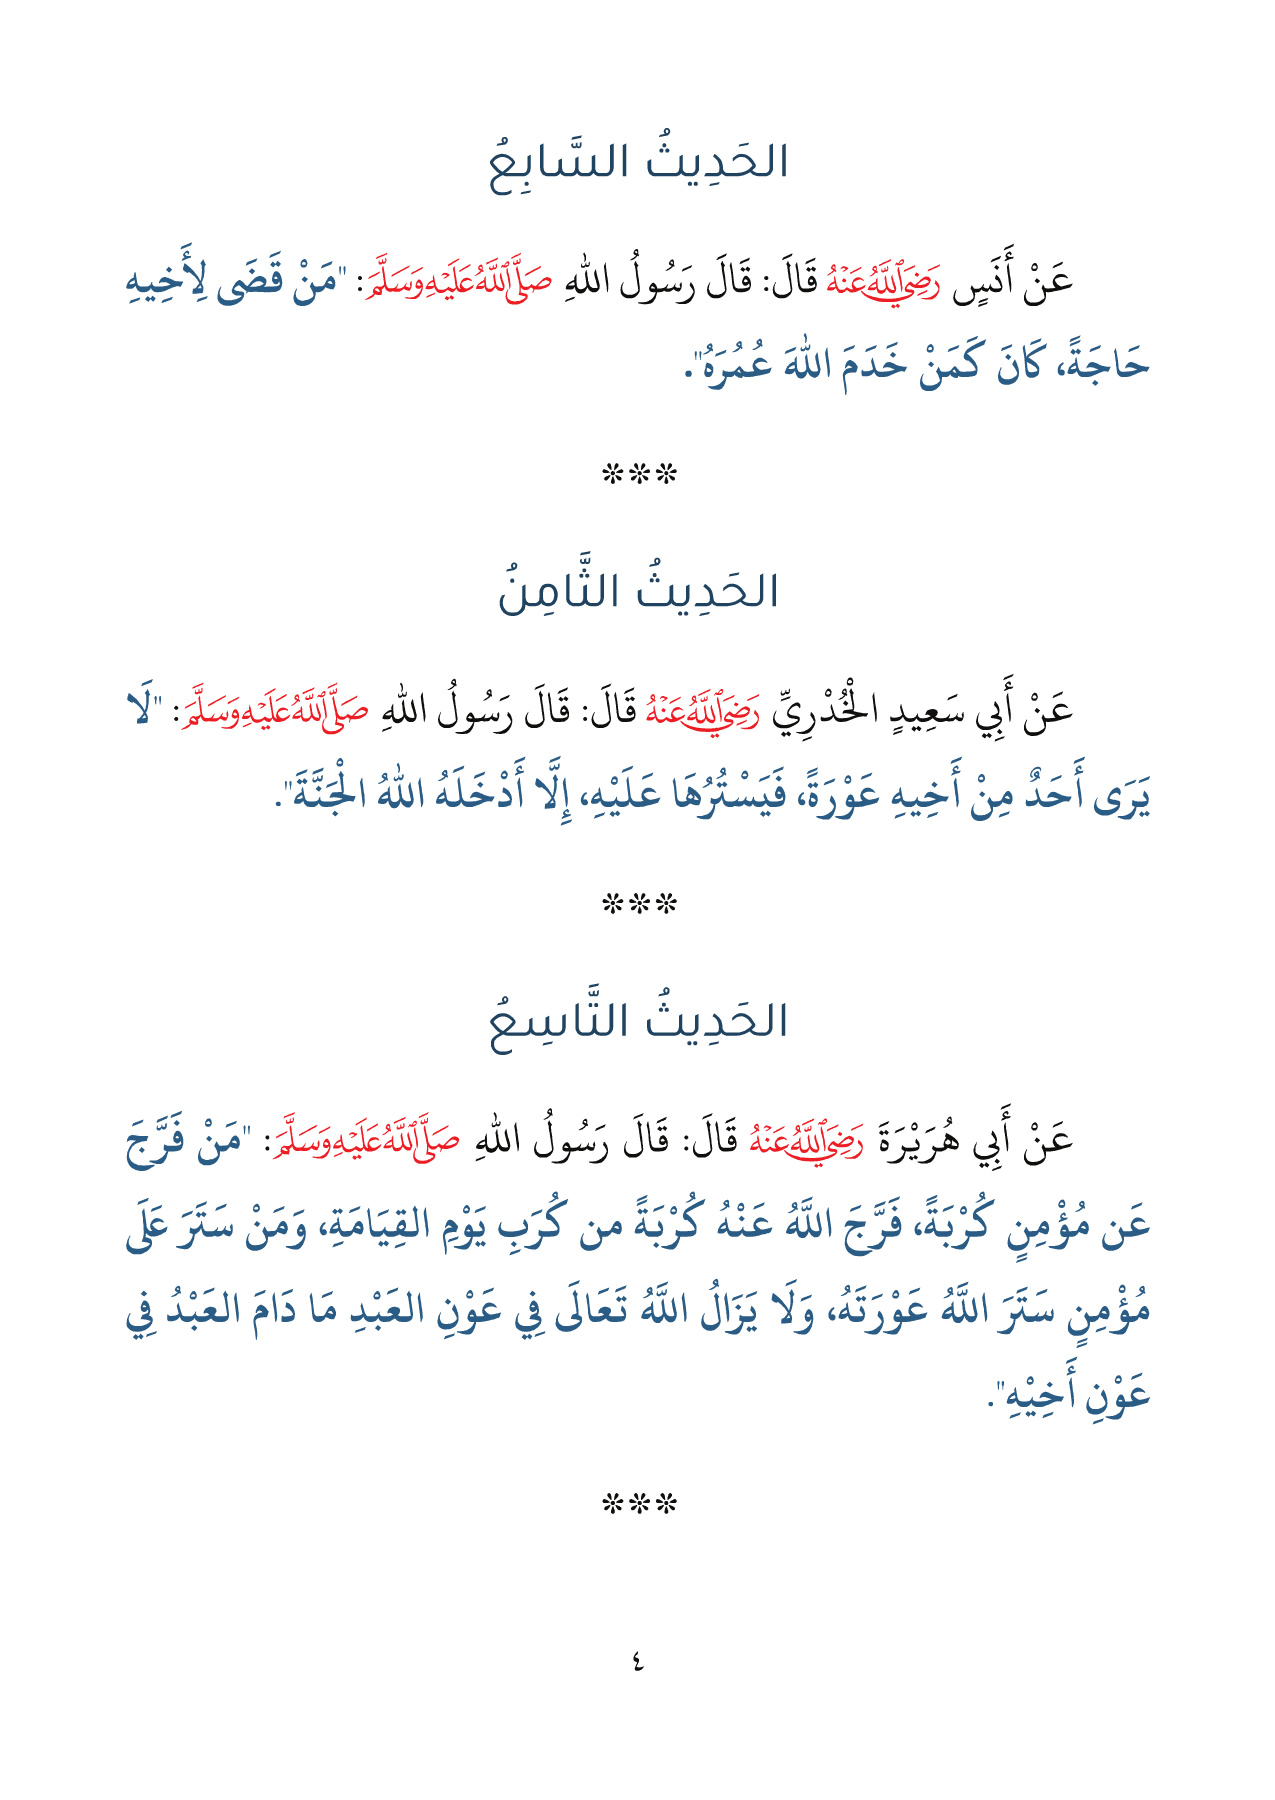 الحَدِيثُ السَّابِعُ
عَنْ أَنَسٍ رَضِيَ اللَّهُ عَنْهُ قَالَ: قَالَ رَسُولُ اللهِ صَلَّى اللَّهُ عَلَيْهِ وَسَلَّمَ: "مَنْ قَضَى لِأَخِيهِ
حَاجَةً، كَانَ كَمَنْ خَدَمَ اللهَ عُمُرَهُ".
***
الحَدِيثُ الثَّامِنُ
عَنْ أَبِي سَعِيدٍ الْخُدْرِيِّ رَضِيَ اللَّهُ عَنْهُ قَالَ: قَالَ رَسُولُ اللهِ صَلَّى اللَّهُ عَلَيْهِ وَسَلَّمَ: "لَا
يَرَى أَحَدٌ مِنْ أَخِيهِ عَوْرَةً، فَيَسْتُرُهَا عَلَيْهِ، إِلَّا أَدْخَلَهُ اللهُ الْجَنَّةَ".
***
الحَدِيثُ التَّاسِعُ
عَنْ أَبِي هُرَيْرَةَ رَضِيَ اللَّهُ عَنْهُ قَالَ: قَالَ رَسُولُ اللهِ صَلَّى اللَّهُ عَلَيْهِ وَسَلَّمَ: "مَنْ فَرَّجَ
عَن مُؤْمِنٍ كُرْبَةً، فَرَّجَ اللَّهُ عَنْهُ كُرْبَةً من كُرَبِ يَوْمِ القِيَامَةِ، وَمَنْ سَتَرَ عَلَى
مُؤْمِنٍ سَتَرَ اللَّهُ عَوْرَتَهُ، وَلَا يَزَالُ اللَّهُ تَعَالَى فِي عَوْنِ العَبْدِ مَا دَامَ العَبْدُ فِي
عَوْنِ أَخِيْهِ".
***
٤